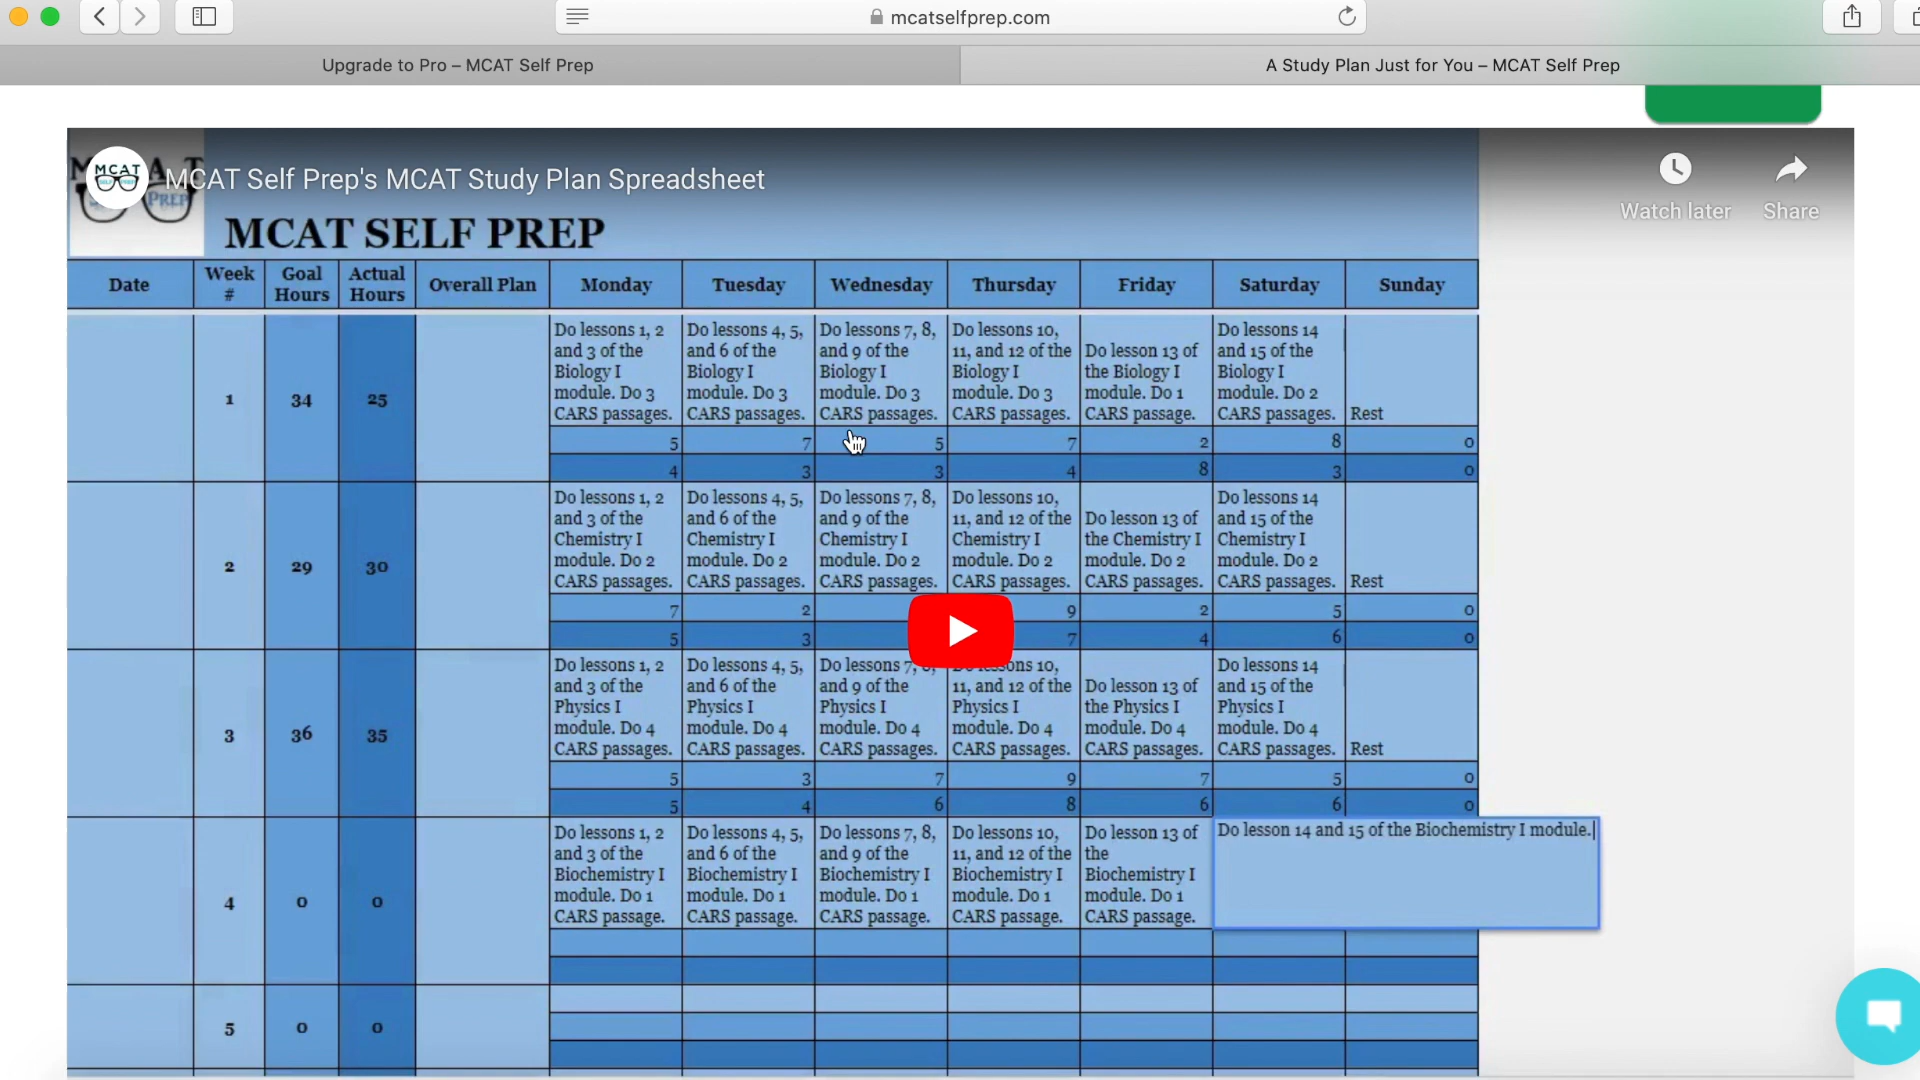 mcatselfprep.com
Upgrade to Pro – MCAT Self Prep
A Study Plan Just for You – MCAT Self Prep
MCAT
MCAT Self Prep's MCAT Study Plan Spreadsheet
Watch later
Share
PREP
MCAT SELF PREP
Date
Week #
Goal Hours
Actual Hours
Overall Plan
Monday
Tuesday
Wednesday
Thursday
Friday
Saturday
Sunday
1
34
25
Do lessons 1, 2
and 3 of the
Biology I
module. Do 3
CARS passages.
Do lessons 4, 5,
and 6 of the
Biology I
module. Do 3
CARS passages.
Do lessons 7, 8,
and 9 of the
Biology I
module. Do 3
CARS passages.
Do lessons 10,
11, and 12 of the
Biology I
module. Do 3
CARS passages.
Do lesson 13 of
the Biology I
module. Do 1
CARS passage.
Do lessons 14
and 15 of the
Biology I
module. Do 2
CARS passages.
Rest
5 7 5 7 2 8 0
4 3 3 4 8 3 0
2
29
30
Do lessons 1, 2
and 3 of the
Chemistry I
module. Do 2
CARS passages.
Do lessons 4, 5,
and 6 of the
Chemistry I
module. Do 2
CARS passages.
Do lessons 7, 8,
and 9 of the
Chemistry I
module. Do 2
CARS passages.
Do lessons 10,
11, and 12 of the
Chemistry I
module. Do 2
CARS passages.
Do lesson 13 of
the Chemistry I
module. Do 2
CARS passages.
Do lessons 14
and 15 of the
Chemistry I
module. Do 2
CARS passages.
Rest
7 2 9 2 5 0
5 3 7 4 6 0
3
36
35
Do lessons 1, 2
and 3 of the
Physics I
module. Do 4
CARS passages.
Do lessons 4, 5,
and 6 of the
Physics I
module. Do 4
CARS passages.
Do lessons 7,
and 9 of the
Physics I
module. Do 4
CARS passages.
10,
11, and 12 of the
Physics I
module. Do 4
CARS passages.
Do lesson 13 of
the Physics I
module. Do 4
CARS passages.
Do lessons 14
and 15 of the
Physics I
module. Do 4
CARS passages.
Rest
5 3 7 9 7 5 0
5 4 6 8 6 6 0
4
0
0
Do lessons 1, 2
and 3 of the
Biochemistry I
module. Do 1
CARS passage.
Do lessons 4, 5,
and 6 of the
Biochemistry I
module. Do 1
CARS passage.
Do lessons 7, 8,
and 9 of the
Biochemistry I
module. Do 1
CARS passage.
Do lessons 10,
11, and 12 of the
Biochemistry I
module. Do 1
CARS passage.
Do lesson 13 of
the
Biochemistry I
module. Do 1
CARS passage.
Do lesson 14 and 15 of the Biochemistry I module.
5
0
0